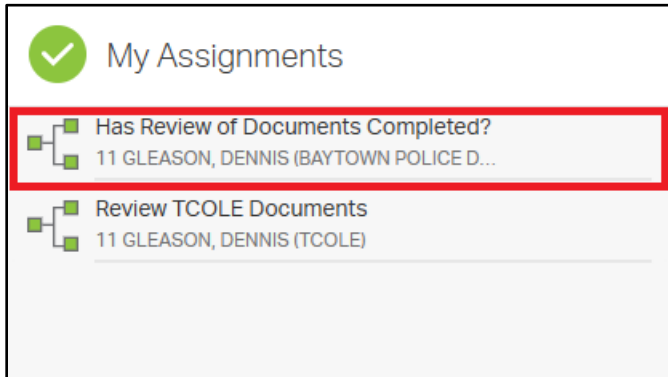 My Assignments
Has Review of Documents Completed?
11 GLEASON, DENNIS (BAYTOWN POLICE D...
Review TCOLE Documents
11 GLEASON, DENNIS (TCOLE)